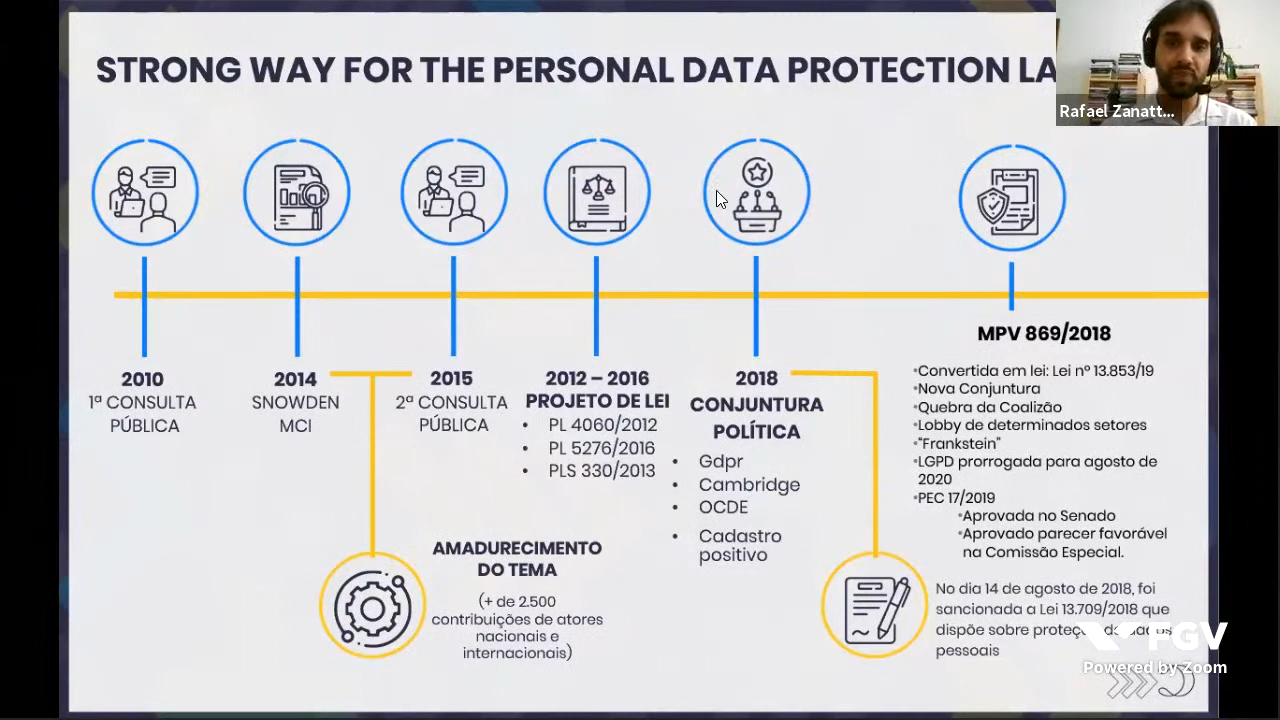 STRONG WAY FOR THE PERSONAL DATA PROTECTION LA
Rafael Zanatt...
2010
1ª CONSULTA
PÚBLICA
2014
SNOWDEN
MCI
2015
2ª CONSULTA
PÚBLICA
2012 – 2016
PROJETO DE LEI
• PL 4060/2012
• PL 5276/2016
• PLS 330/2013
2018
CONJUNTURA
POLÍTICA
• Gdpr
• Cambridge
• OCDE
• Cadastro
positivo
MPV 869/2018
•Convertida em lei: Lei nº 13.853/19
•Nova Conjuntura
•Quebra da Coalizão
•Lobby de determinados setores
•"Frankstein"
•LGPD prorrogada para agosto de
2020
•PEC 17/2019
•Aprovada no Senado
•Aprovado parecer favorável
na Comissão Especial.
AMADURECIMENTO
DO TEMA
(+ de 2.500
contribuições de atores
nacionais e
internacionais)
No dia 14 de agosto de 2018, foi
sancionada a Lei 13.709/2018 que
dispõe sobre proteção de dados
pessoais
FGV
Powered by Zoom